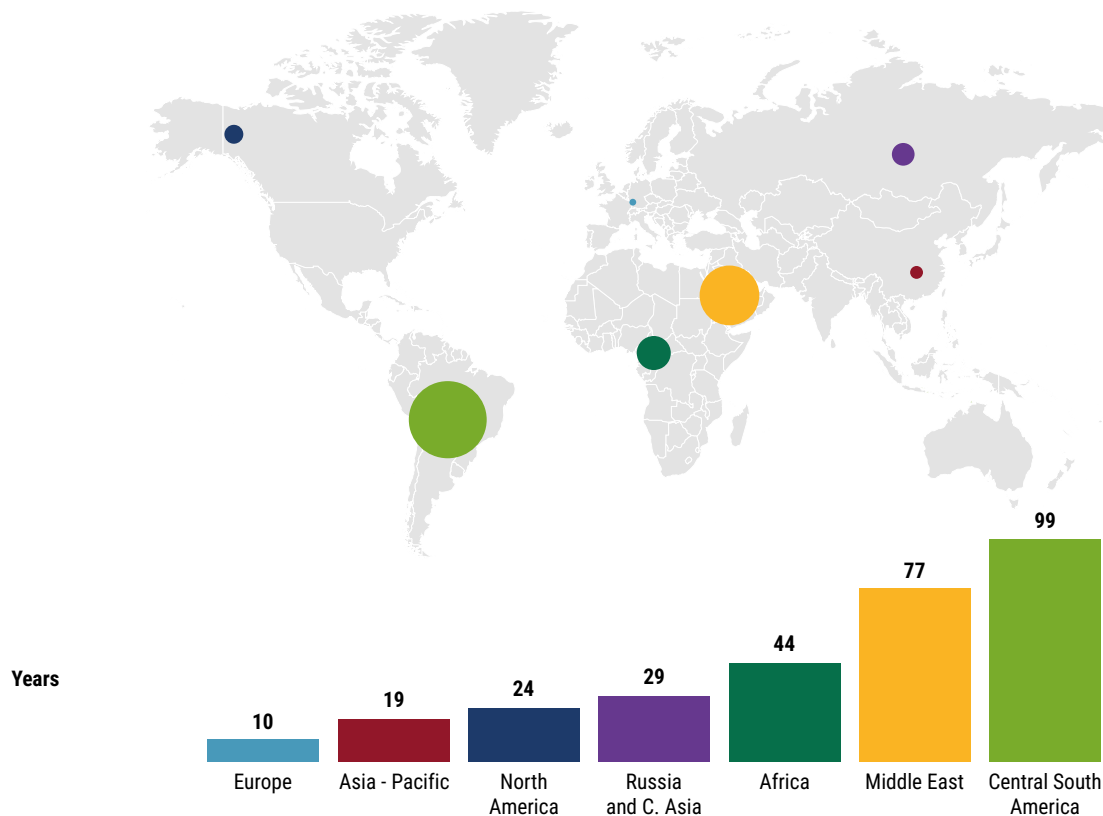 99
77
44
29
24
19
10
Years
Europe
Asia - Pacific
North
America
Russia
and C. Asia
Africa
Middle East
Central South
America